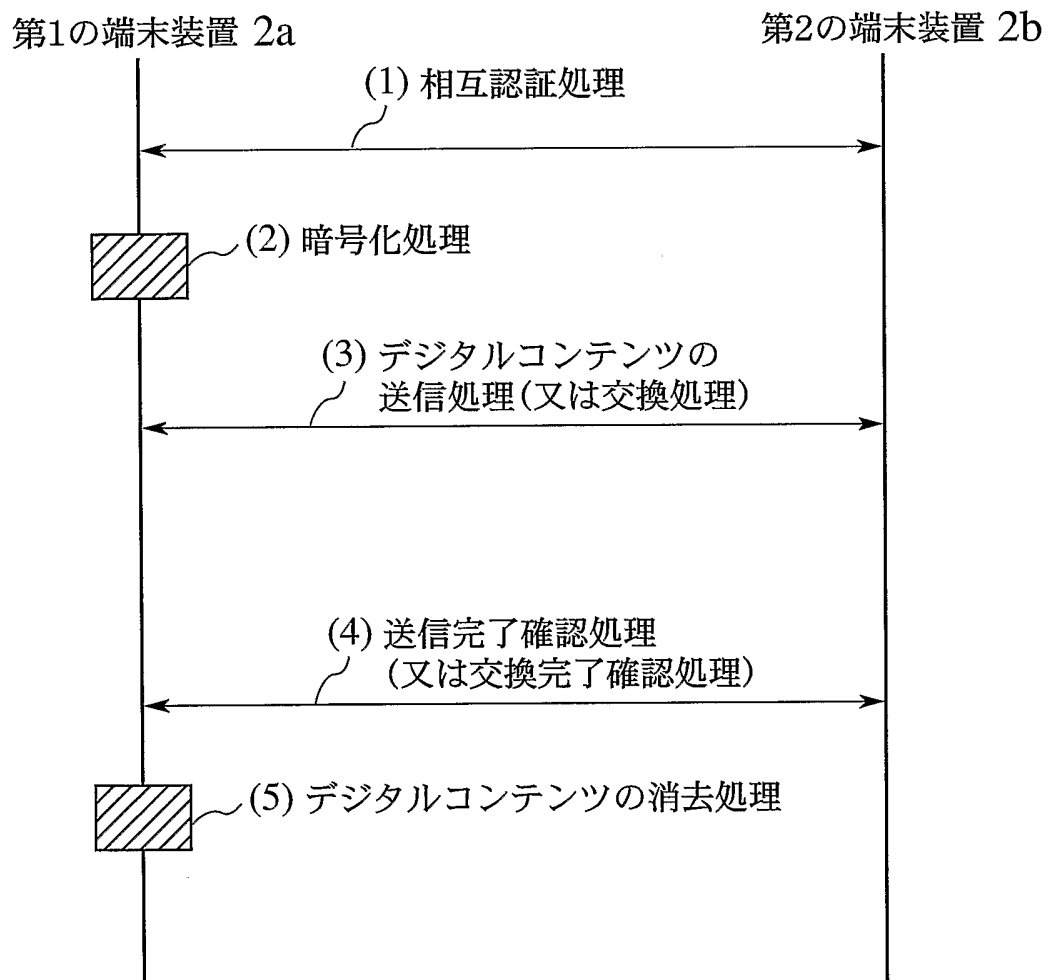 第1の端末装置 2a
第2の端末装置 2b
(1) 相互認証処理
(2) 暗号化処理
(3) デジタルコンテンツの
送信処理(又は交換処理)
(4) 送信完了確認処理
(又は交換完了確認処理)
(5) デジタルコンテンツの消去処理